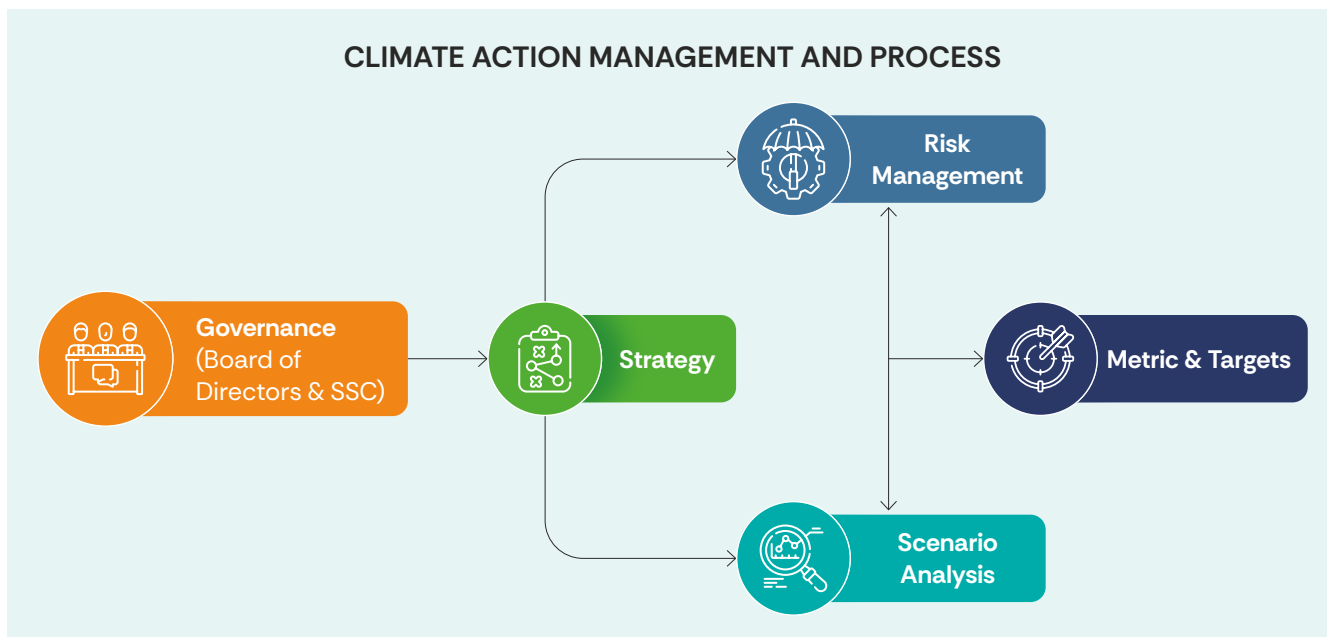 CLIMATE ACTION MANAGEMENT AND PROCESS
Risk
Management
Governance
(Board of
Directors & SSC)
Strategy
Metric & Targets
Scenario
Analysis